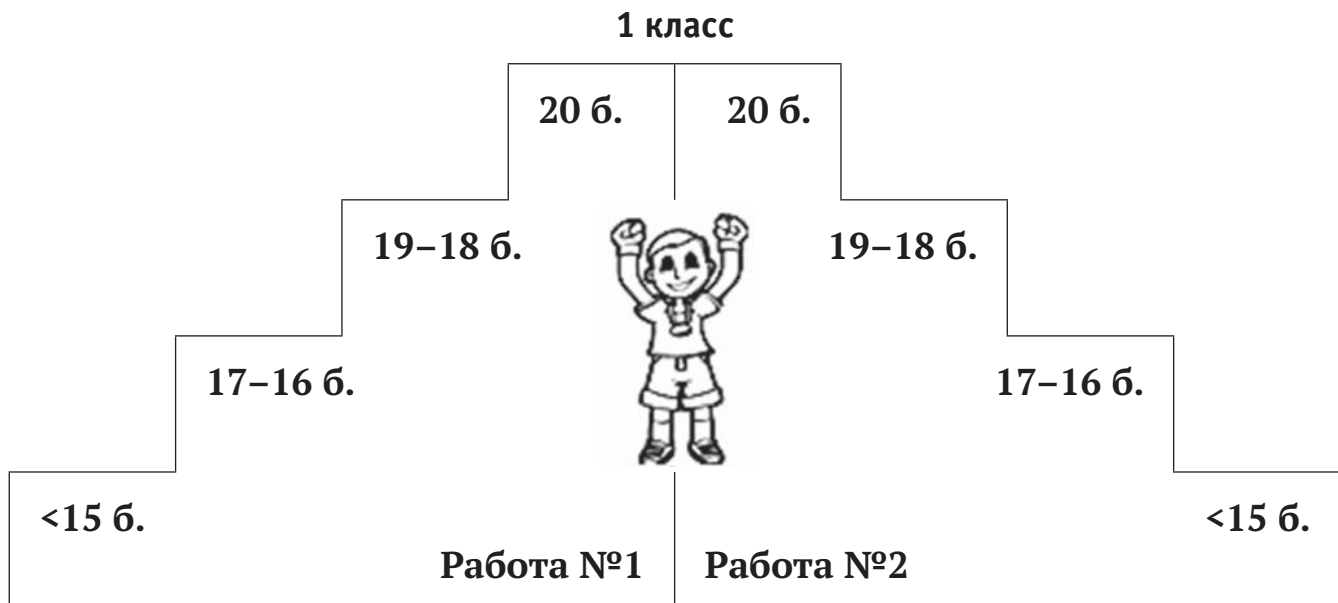 1 класс
20 б. 20 б.
19–18 б. 19–18 б.
17–16 б. 17–16 б.
<15 б. <15 б.
Работа №1 Работа №2